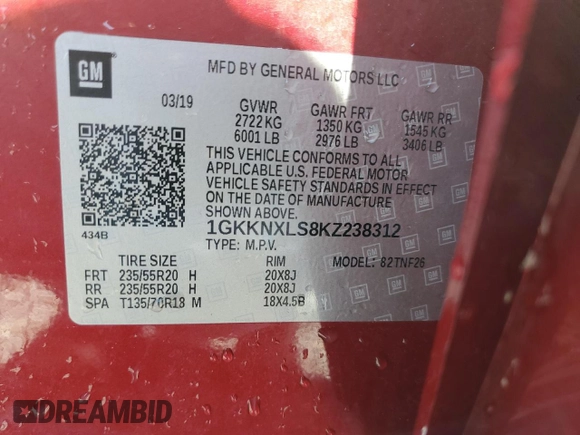 GM
MFD BY GENERAL MOTORS LLC
03/19 GVWR GAWR FRT GAWR RR
2722 KG 1350 KG 1545 KG
6001 LB 2976 LB 3406 LB
THIS VEHICLE CONFORMS TO ALL
APPLICABLE U.S. FEDERAL MOTOR
VEHICLE SAFETY STANDARDS IN EFFECT
ON THE DATE OF MANUFACTURE
SHOWN ABOVE.
434B 1GKKNXLS8KZ238312
TYPE: M.P.V.
TIRE SIZE RIM MODEL: 82TNF26
FRT 235/55R20 H 20X8J
RR 235/55R20 H 20X8J
SPA T135/70R18 M 18X4.5B
DREAMBID